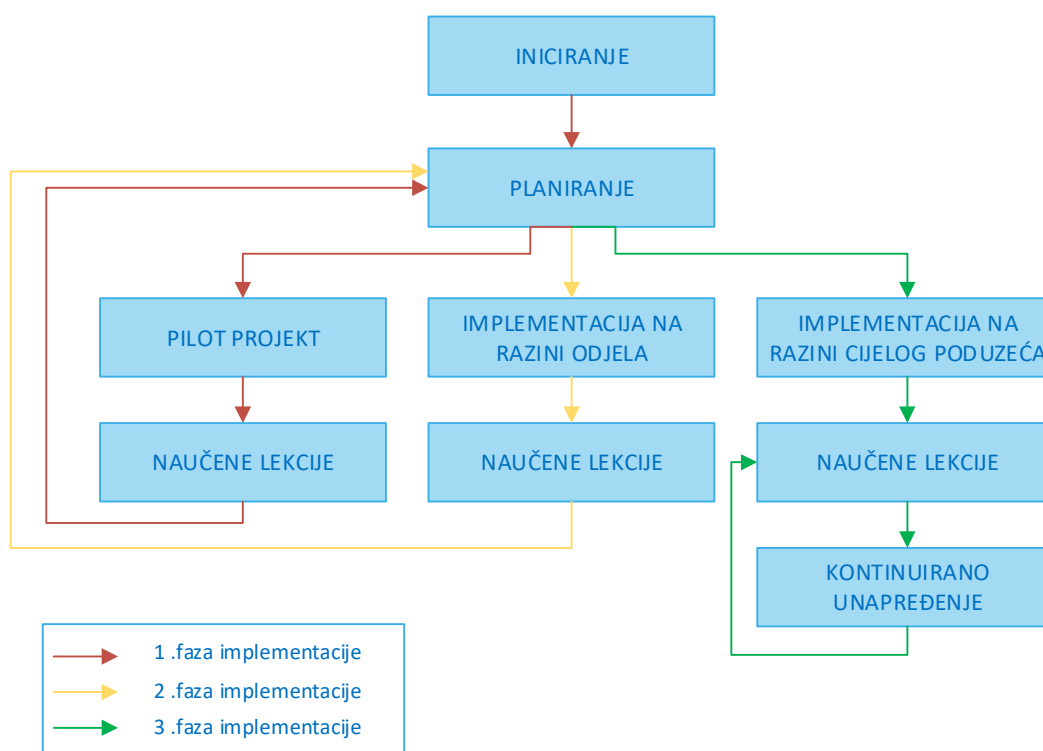 INICIRANJE
PLANIRANJE
PILOT PROJEKT
IMPLEMENTACIJA NA
RAZINI ODJELA
IMPLEMENTACIJA NA
RAZINI CIJELOG PODUZEĆA
NAUČENE LEKCIJE
NAUČENE LEKCIJE
NAUČENE LEKCIJE
KONTINUIRANO
UNAPREĐENJE
1 .faza implementacije
2 .faza implementacije
3 .faza implementacije